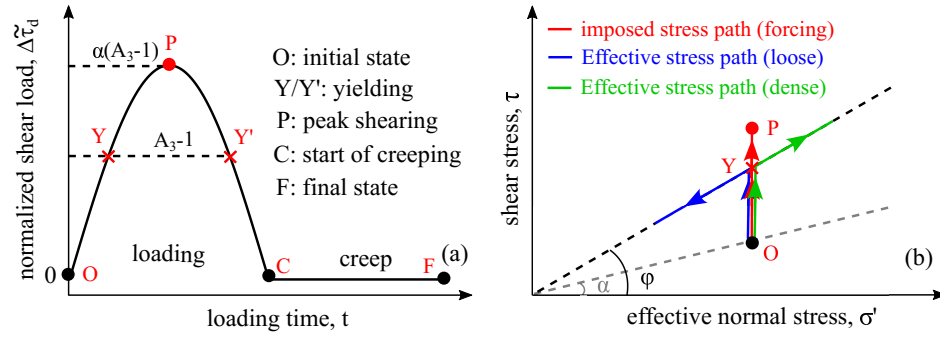 normalized shear load, Δτ̃_d
α(A₃-1)
P
O: initial state
Y/Y': yielding
P: peak shearing
C: start of creeping
F: final state
Y
Y'
A₃-1
loading
creep
(a)
0
O
C
F
loading time, t
shear stress, τ
imposed stress path (forcing)
Effective stress path (loose)
Effective stress path (dense)
P
Y
O
α
φ
(b)
effective normal stress, σ'